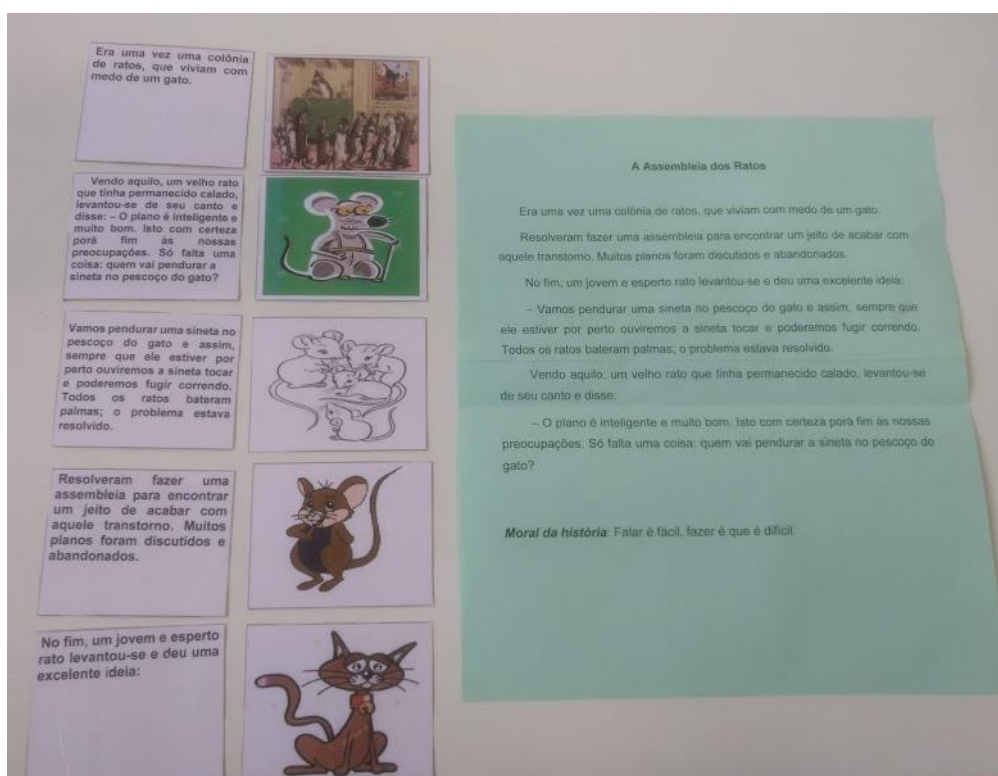 Era uma vez uma colônia
de ratos, que viviam com
medo de um gato.
Vendo aquilo, um velho rato
que tinha permanecido calado,
levantou-se de seu canto e
disse: – O plano é inteligente e
muito bom. Isto com certeza
porá fim às nossas
preocupações. Só falta uma
coisa: quem vai pendurar a
sineta no pescoço do gato?
Vamos pendurar uma sineta no
pescoço do gato e assim,
sempre que ele estiver por
perto ouviremos a sineta tocar
e poderemos fugir correndo.
Todos os ratos bateram
palmas; o problema estava
resolvido.
Resolveram fazer uma
assembleia para encontrar
um jeito de acabar com
aquele transtorno. Muitos
planos foram discutidos e
abandonados.
No fim, um jovem e esperto
rato levantou-se e deu uma
excelente ideia:
A Assembleia dos Ratos
Era uma vez uma colônia de ratos, que viviam com medo de um gato.
Resolveram fazer uma assembleia para encontrar um jeito de acabar com
aquele transtorno. Muitos planos foram discutidos e abandonados.
No fim, um jovem e esperto rato levantou-se e deu uma excelente ideia:
– Vamos pendurar uma sineta no pescoço do gato e assim, sempre que
ele estiver por perto ouviremos a sineta tocar e poderemos fugir correndo.
Todos os ratos bateram palmas; o problema estava resolvido.
Vendo aquilo, um velho rato que tinha permanecido calado, levantou-se
de seu canto e disse:
– O plano é inteligente e muito bom. Isto com certeza porá fim às nossas
preocupações. Só falta uma coisa: quem vai pendurar a sineta no pescoço do
gato?
Moral da história: Falar é fácil, fazer é que é difícil.